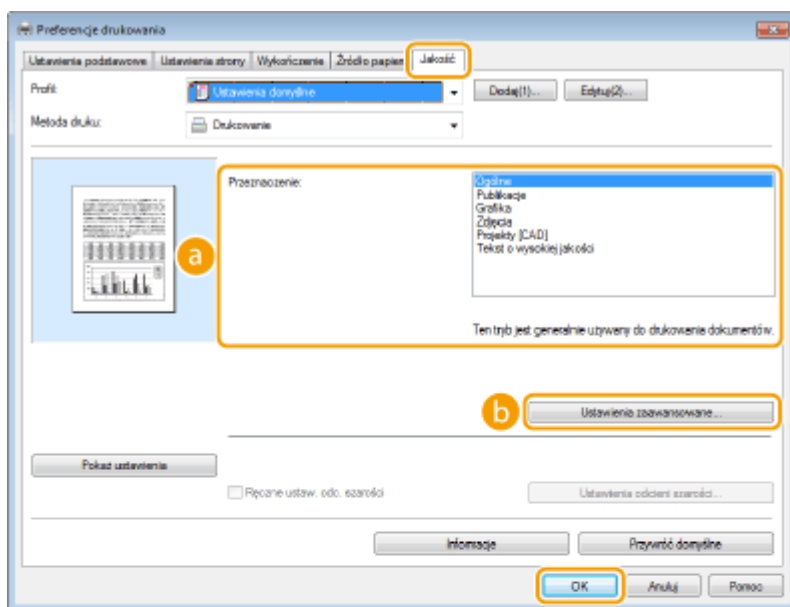 Preferencje drukowania
Ustawienia podstawowe Ustawienia strony Wykończenie Źródło papieru Jakość
Profil: Ustawienia domyślne Dodaj(1)... Edytuj(2)...
Metoda druku: Drukowanie
Przeznaczenie:
Ogólne
Publikacje
Grafika
Zdjęcia
Projekty [CAD]
Tekst o wysokiej jakości
a
Ten tryb jest generalnie używany do drukowania dokumentów.
b Ustawienia zaawansowane...
Pokaż ustawienia
Ręczne ustaw. odc. szarości Ustawienia odcieni szarości...
Informacje Przywróć domyślne
OK Anuluj Pomoc